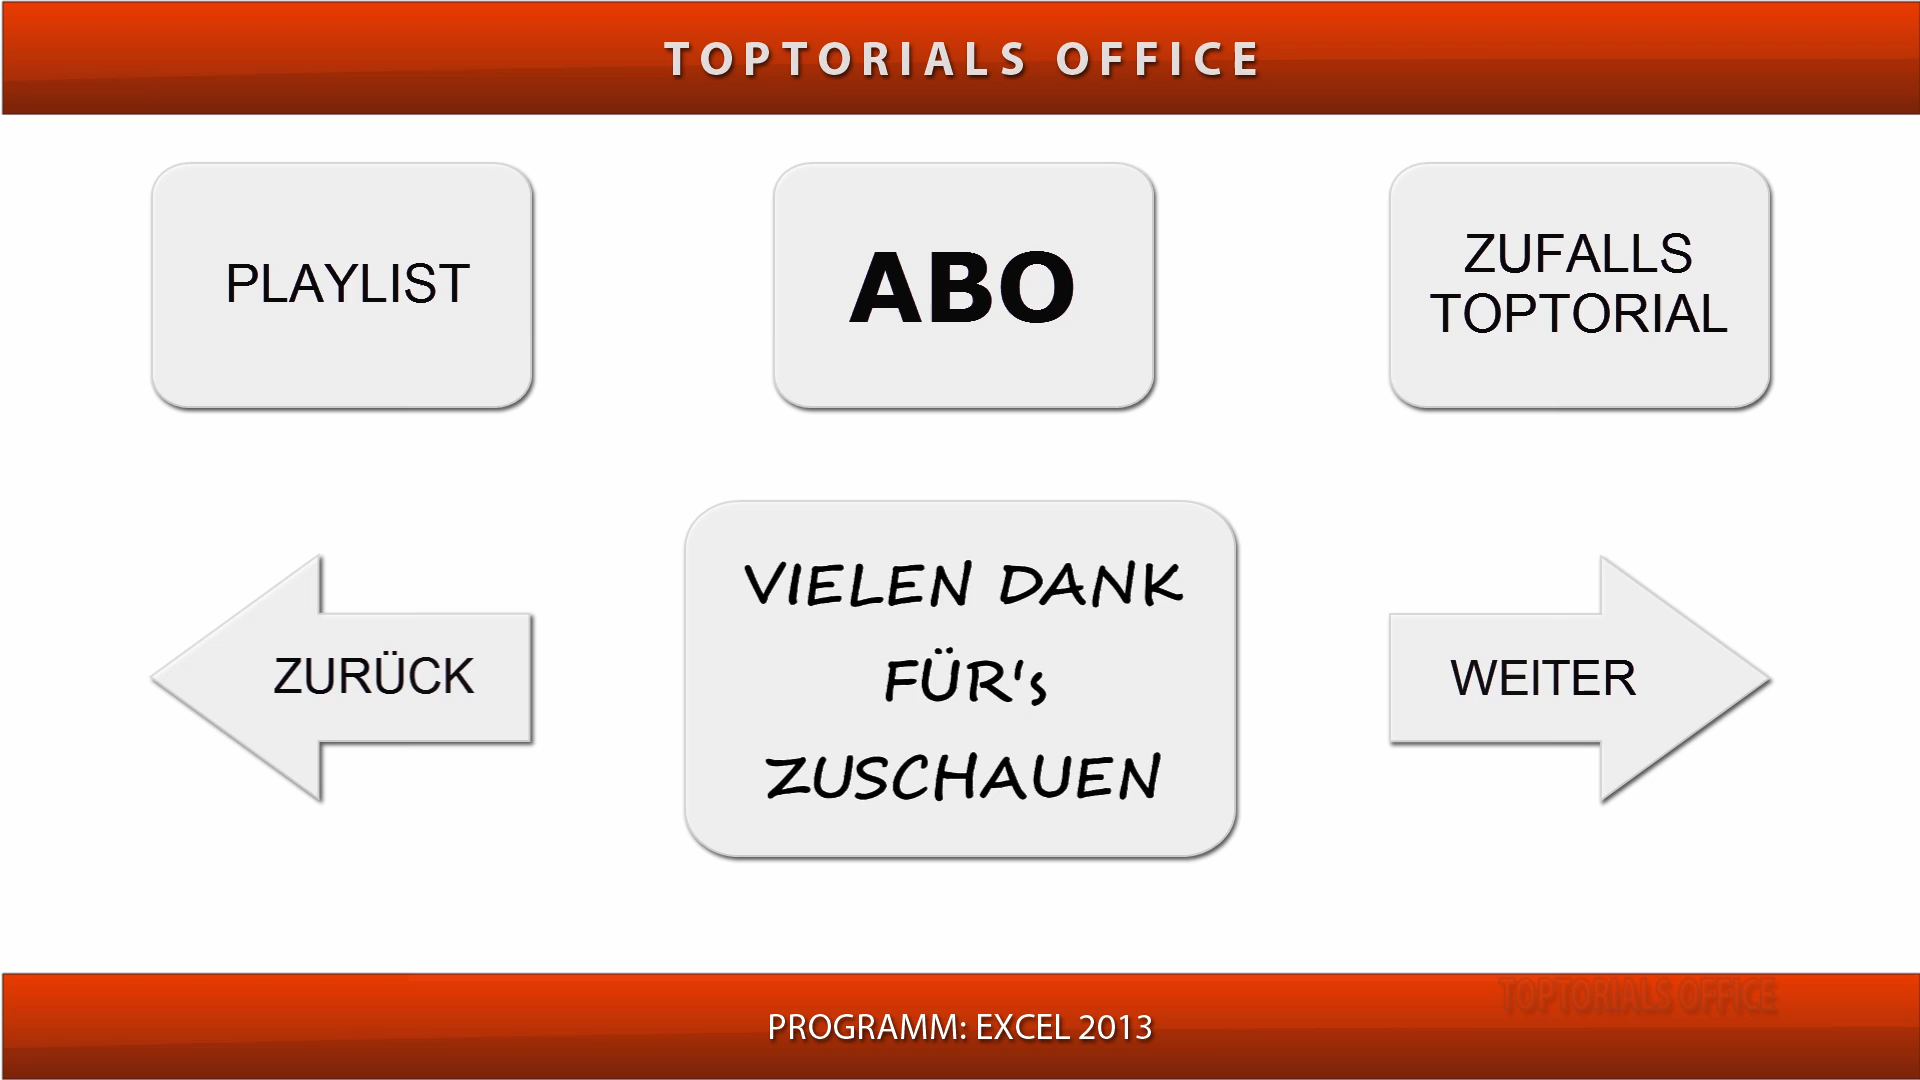 TOPTORIALS OFFICE
PLAYLIST
ABO
ZUFALLS
TOPTORIAL
ZURÜCK
VIELEN DANK
FÜR's
ZUSCHAUEN
WEITER
TOPTORIALS OFFICE
PROGRAMM: EXCEL 2013